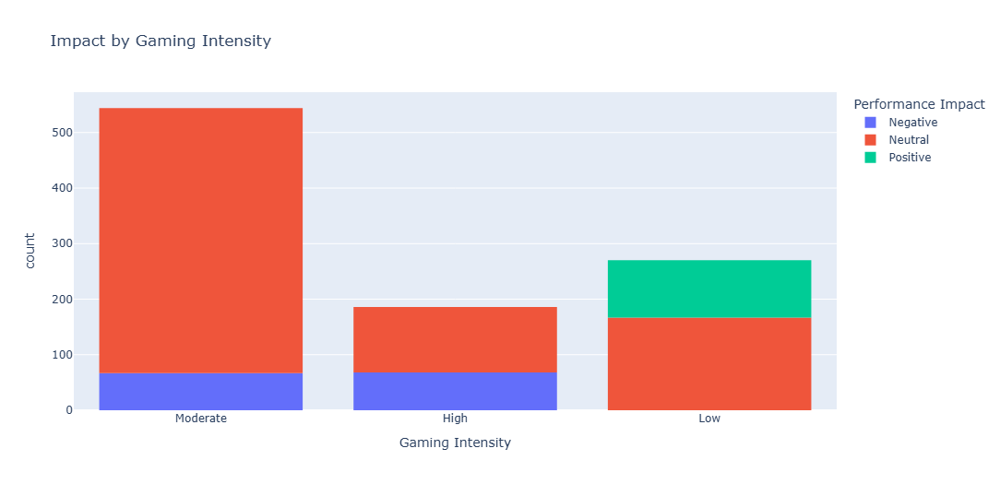 Impact by Gaming Intensity
Performance Impact
Negative
Neutral
Positive
count
500
400
300
200
100
0
Moderate
High
Low
Gaming Intensity